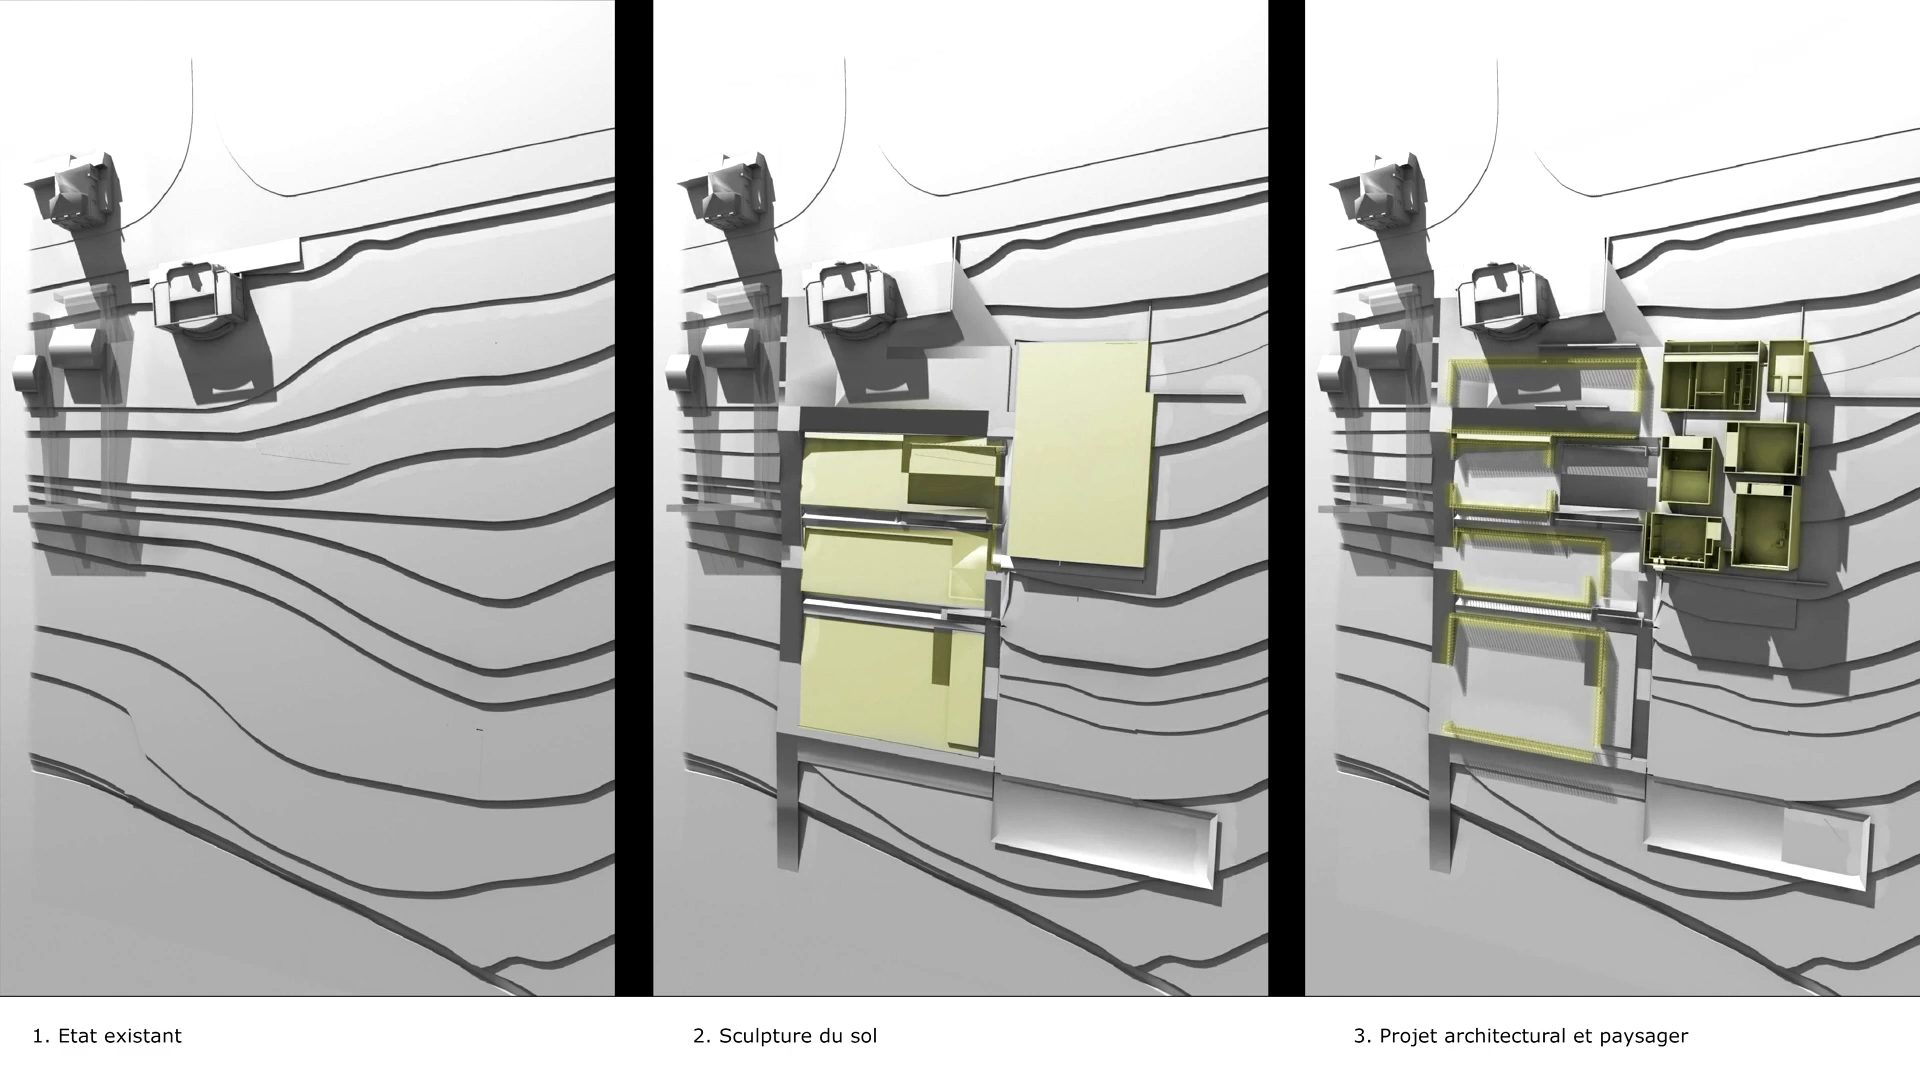 1. Etat existant
2. Sculpture du sol
3. Projet architectural et paysager